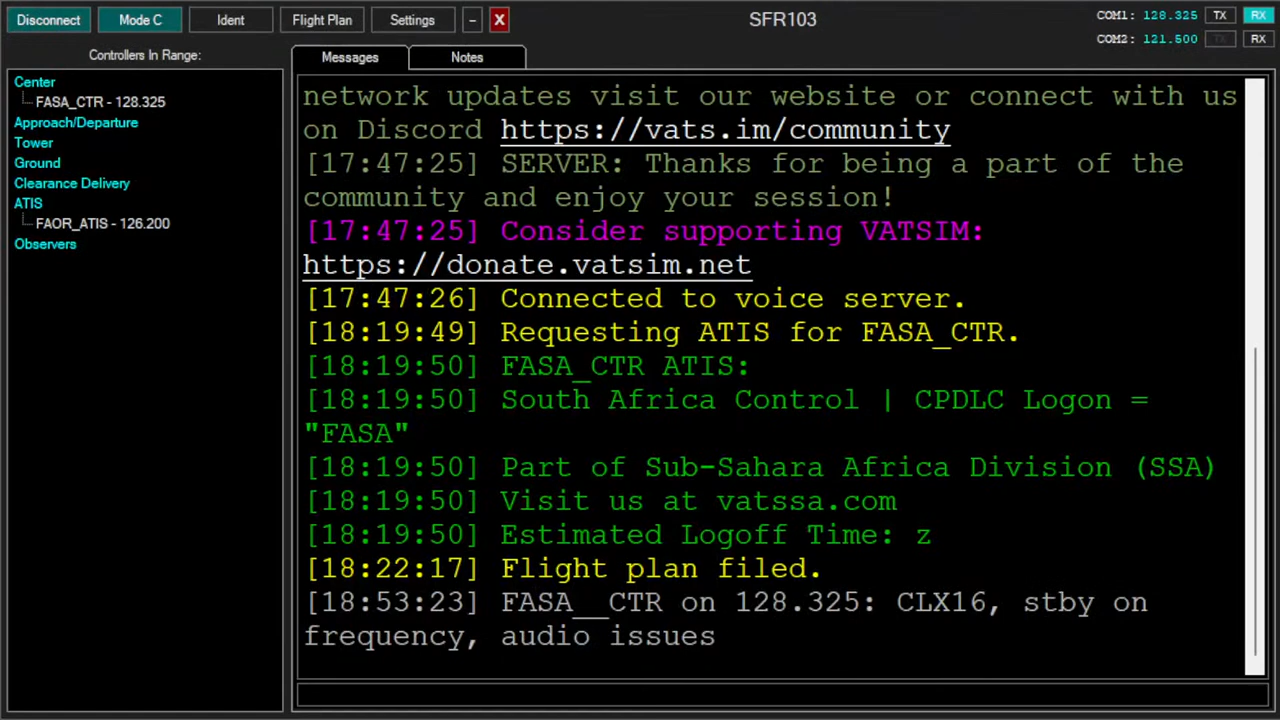 Disconnect
Mode C
Ident
Flight Plan
Settings
–
X
SFR103
COM1: 128.325 TX RX
COM2: 121.500 TX RX
Controllers In Range:
Messages
Notes
Center
FASA_CTR - 128.325
Approach/Departure
Tower
Ground
Clearance Delivery
ATIS
FAOR_ATIS - 126.200
Observers
network updates visit our website or connect with us
on Discord https://vats.im/community
[17:47:25] SERVER: Thanks for being a part of the
community and enjoy your session!
[17:47:25] Consider supporting VATSIM:
https://donate.vatsim.net
[17:47:26] Connected to voice server.
[18:19:49] Requesting ATIS for FASA_CTR.
[18:19:50] FASA_CTR ATIS:
[18:19:50] South Africa Control | CPDLC Logon =
"FASA"
[18:19:50] Part of Sub-Sahara Africa Division (SSA)
[18:19:50] Visit us at vatssa.com
[18:19:50] Estimated Logoff Time: z
[18:22:17] Flight plan filed.
[18:53:23] FASA__CTR on 128.325: CLX16, stby on
frequency, audio issues